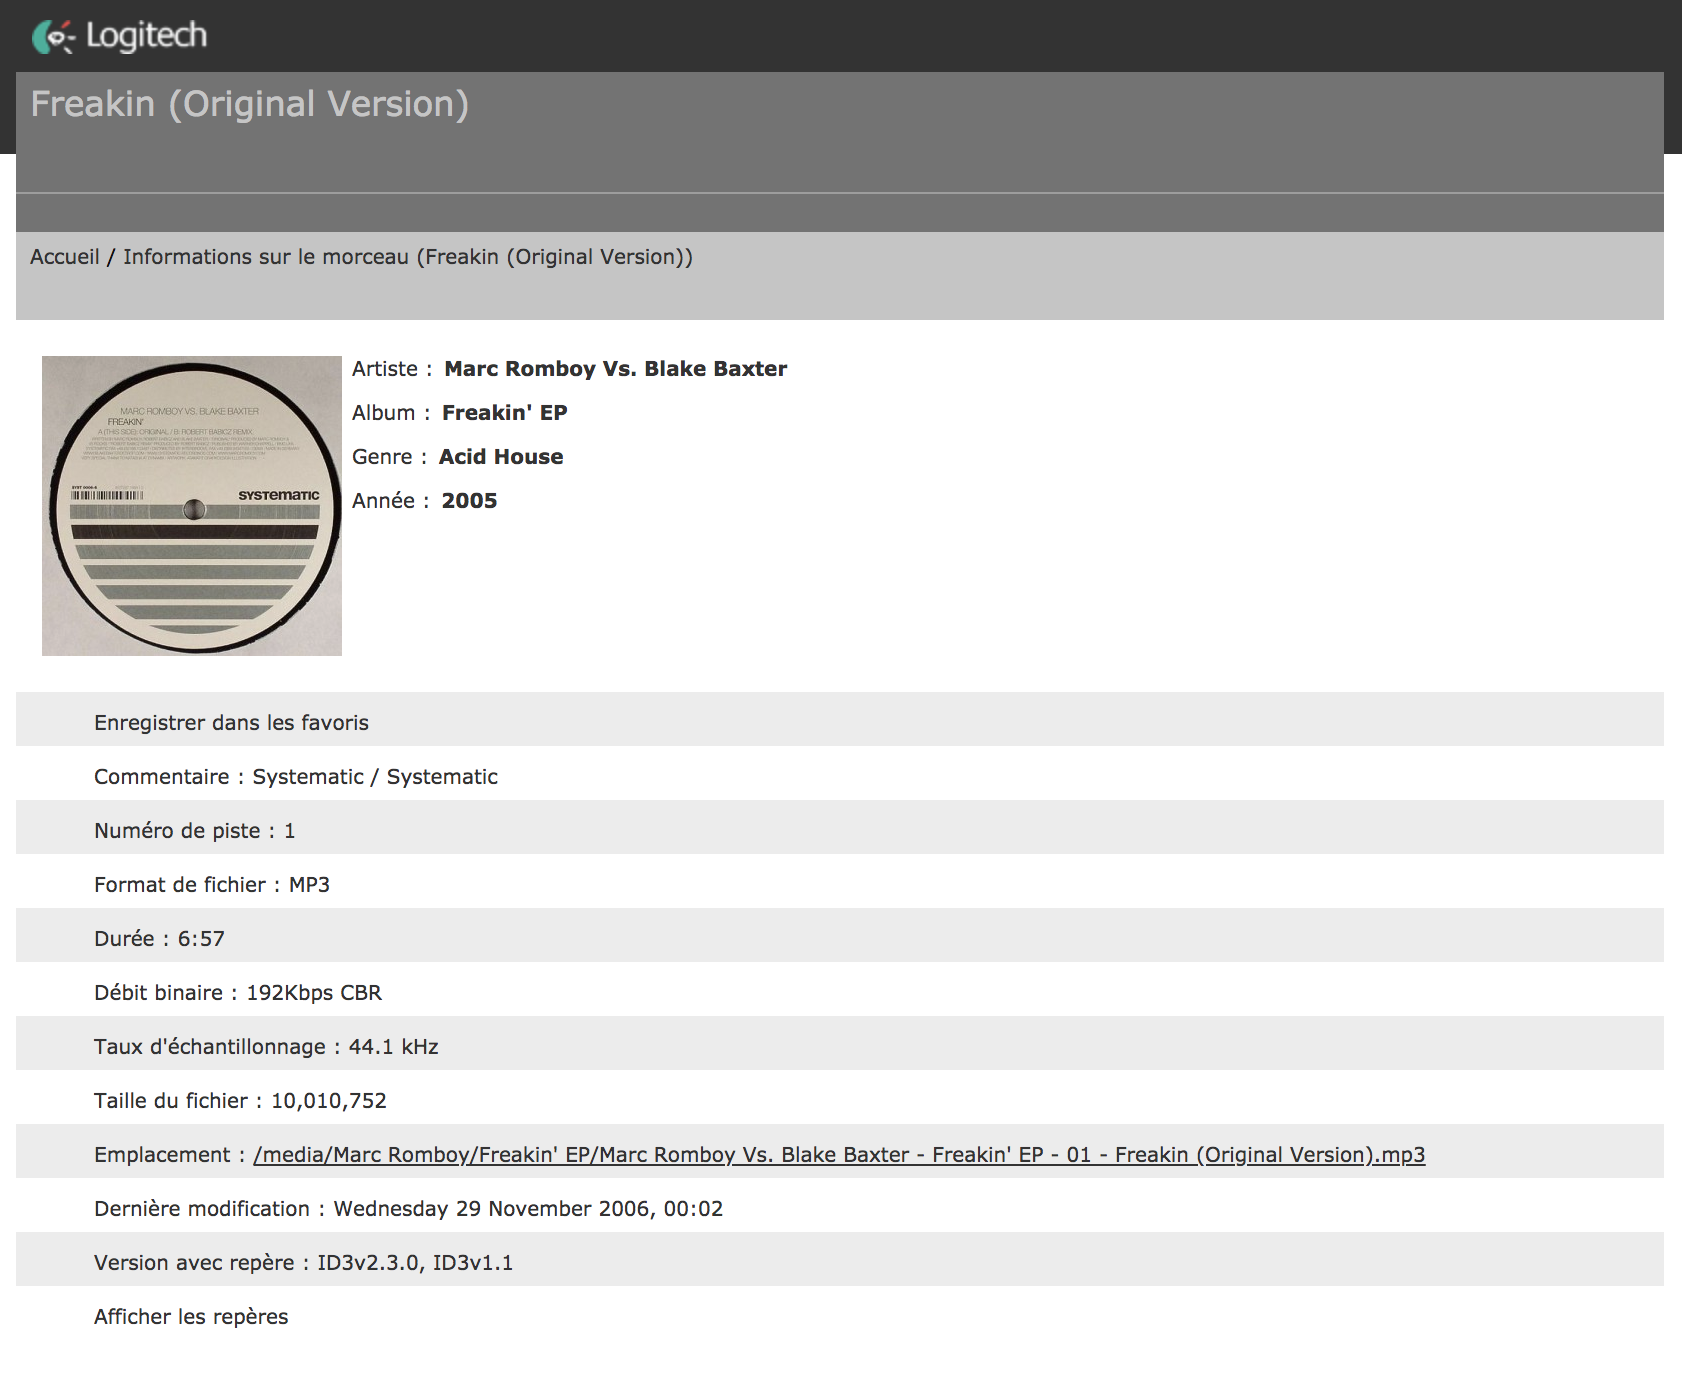 Logitech
Freakin (Original Version)
Accueil / Informations sur le morceau (Freakin (Original Version))
Artiste : Marc Romboy Vs. Blake Baxter
Album : Freakin' EP
Genre : Acid House
Année : 2005
MARC ROMBOY VS. BLAKE BAXTER
FREAKIN'
A (THIS SIDE): ORIGINAL / B: ROBERT BABICZ REMIX.
SYSTEMATIC
Enregistrer dans les favoris
Commentaire : Systematic / Systematic
Numéro de piste : 1
Format de fichier : MP3
Durée : 6:57
Débit binaire : 192Kbps CBR
Taux d'échantillonnage : 44.1 kHz
Taille du fichier : 10,010,752
Emplacement : /media/Marc Romboy/Freakin' EP/Marc Romboy Vs. Blake Baxter - Freakin' EP - 01 - Freakin (Original Version).mp3
Dernière modification : Wednesday 29 November 2006, 00:02
Version avec repère : ID3v2.3.0, ID3v1.1
Afficher les repères